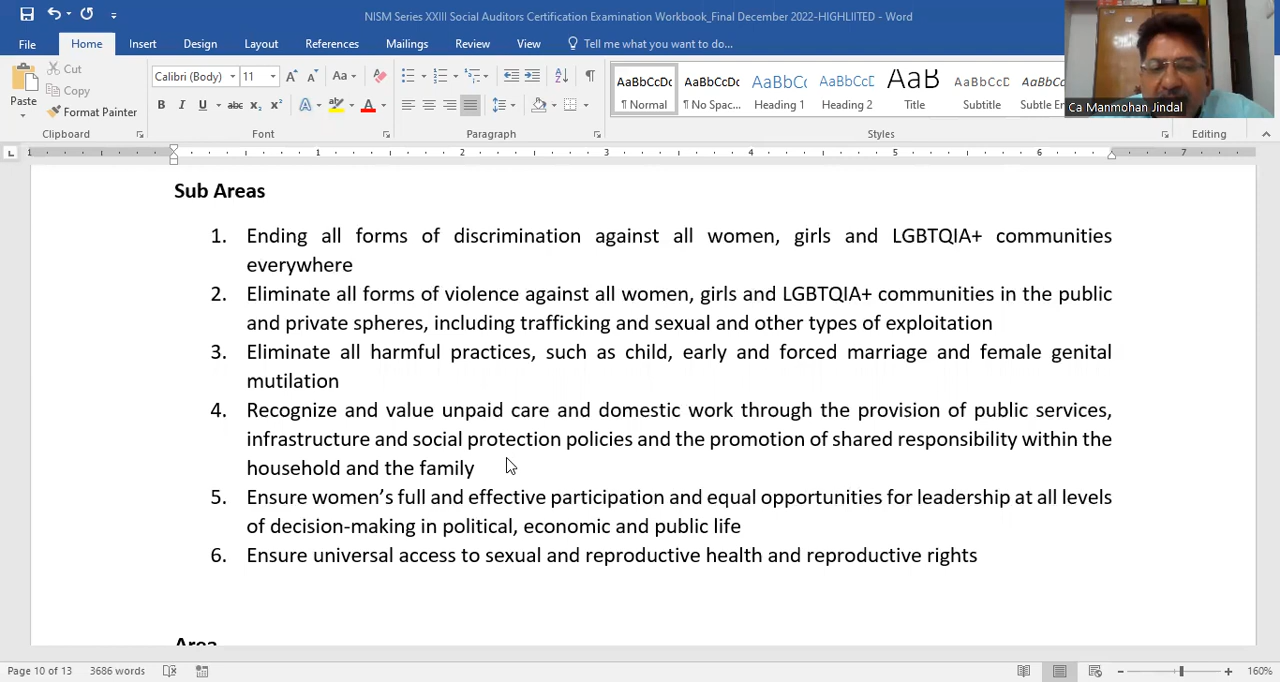 NISM Series XXIII Social Auditors Certification Examination Workbook_Final December 2022-HIGHLIITED - Word
File Home Insert Design Layout References Mailings Review View Tell me what you want to do...
Cut
Copy
Paste
Format Painter
Calibri (Body) 11
AaBbCcDc AaBbCcDc AaBbCc AaBbCcD AaB AaBbCcD AaBbCcD
¶ Normal ¶ No Spac... Heading 1 Heading 2 Title Subtitle Subtle Em
Clipboard Font Paragraph Styles Editing
Ca Manmohan Jindal
1 1 2 3 4 5 6 7
Sub Areas
1. Ending all forms of discrimination against all women, girls and LGBTQIA+ communities
everywhere
2. Eliminate all forms of violence against all women, girls and LGBTQIA+ communities in the public
and private spheres, including trafficking and sexual and other types of exploitation
3. Eliminate all harmful practices, such as child, early and forced marriage and female genital
mutilation
4. Recognize and value unpaid care and domestic work through the provision of public services,
infrastructure and social protection policies and the promotion of shared responsibility within the
household and the family
5. Ensure women’s full and effective participation and equal opportunities for leadership at all levels
of decision-making in political, economic and public life
6. Ensure universal access to sexual and reproductive health and reproductive rights
Area
Page 10 of 13 3686 words 160%